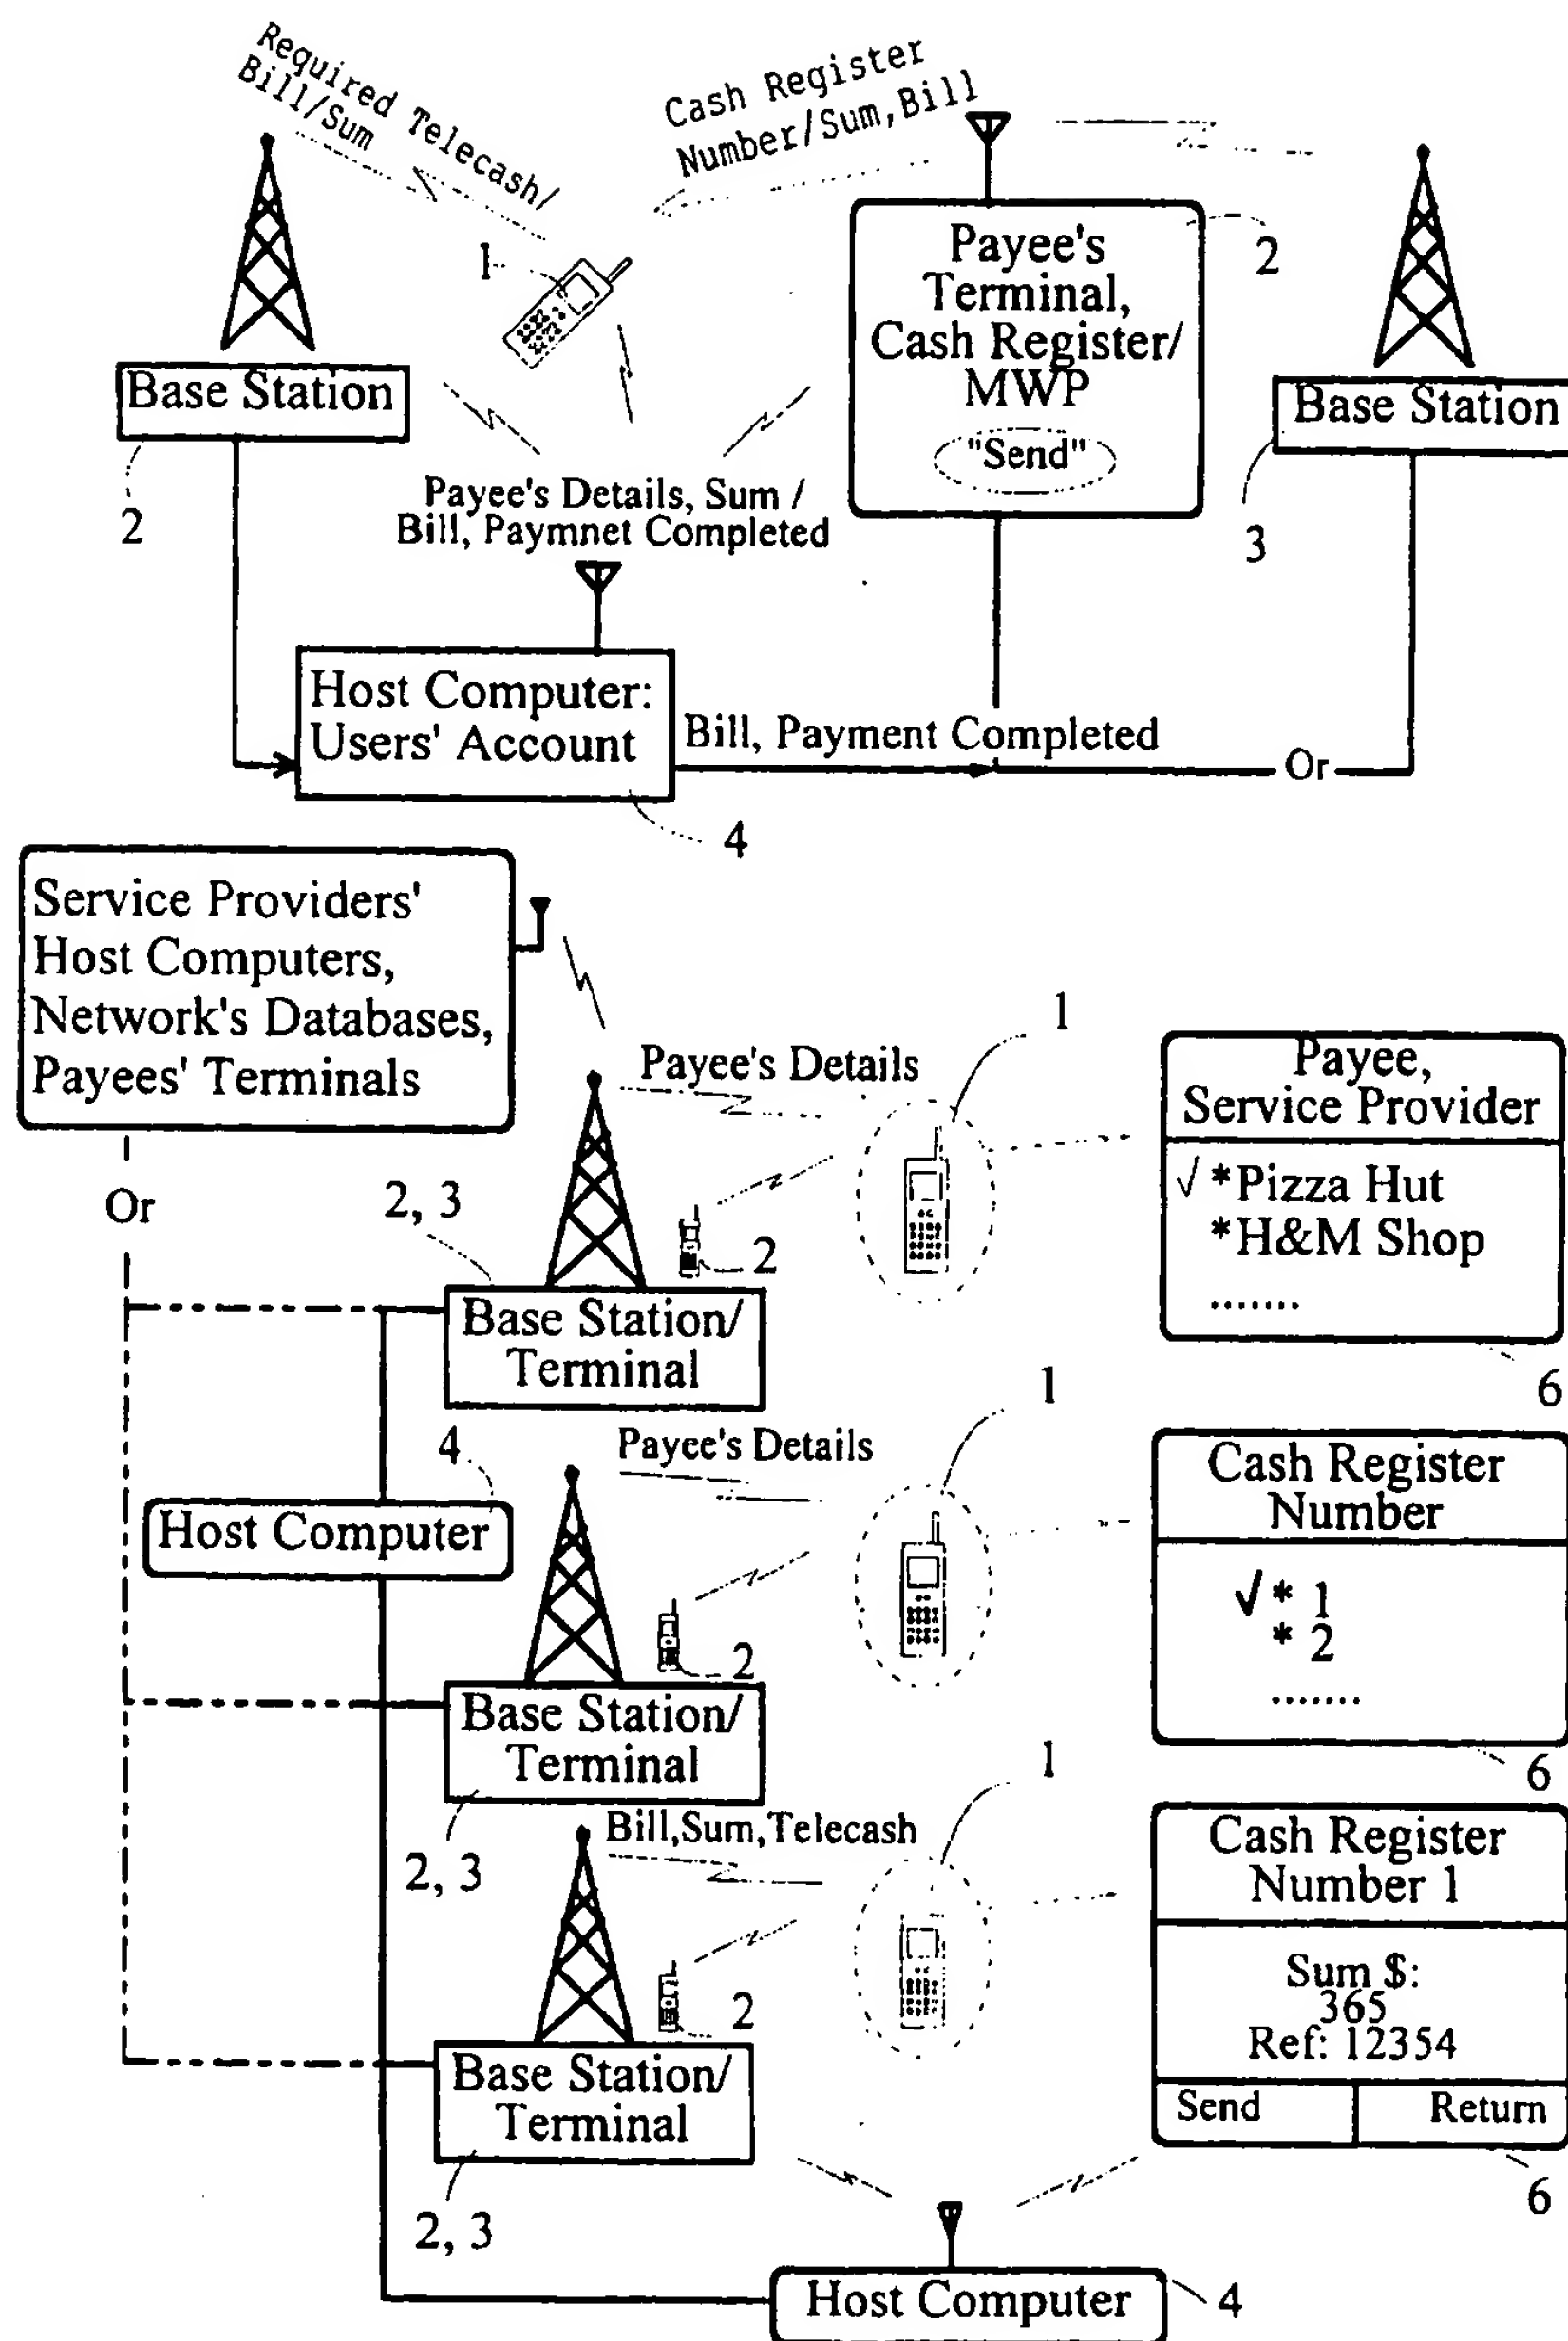 Required Telecash/
Bill/Sum
Cash Register
Number/Sum,Bill
1
Payee's
Terminal,
Cash Register/
MWP
"Send"
2
Base Station
2
Base Station
3
Payee's Details, Sum /
Bill, Paymnet Completed
Host Computer:
Users' Account
Bill, Payment Completed
Or
4
Service Providers'
Host Computers,
Network's Databases,
Payees' Terminals
Or
Payee's Details
1
Payee,
Service Provider
√ *Pizza Hut
*H&M Shop
.......
6
2, 3
2
Base Station/
Terminal
4
Host Computer
Payee's Details
1
Cash Register
Number
√ * 1
* 2
.......
6
2
Base Station/
Terminal
2, 3
Bill,Sum,Telecash
1
Cash Register
Number 1
Sum $:
365
Ref: 12354
Send
Return
6
2
Base Station/
Terminal
2, 3
Host Computer
4